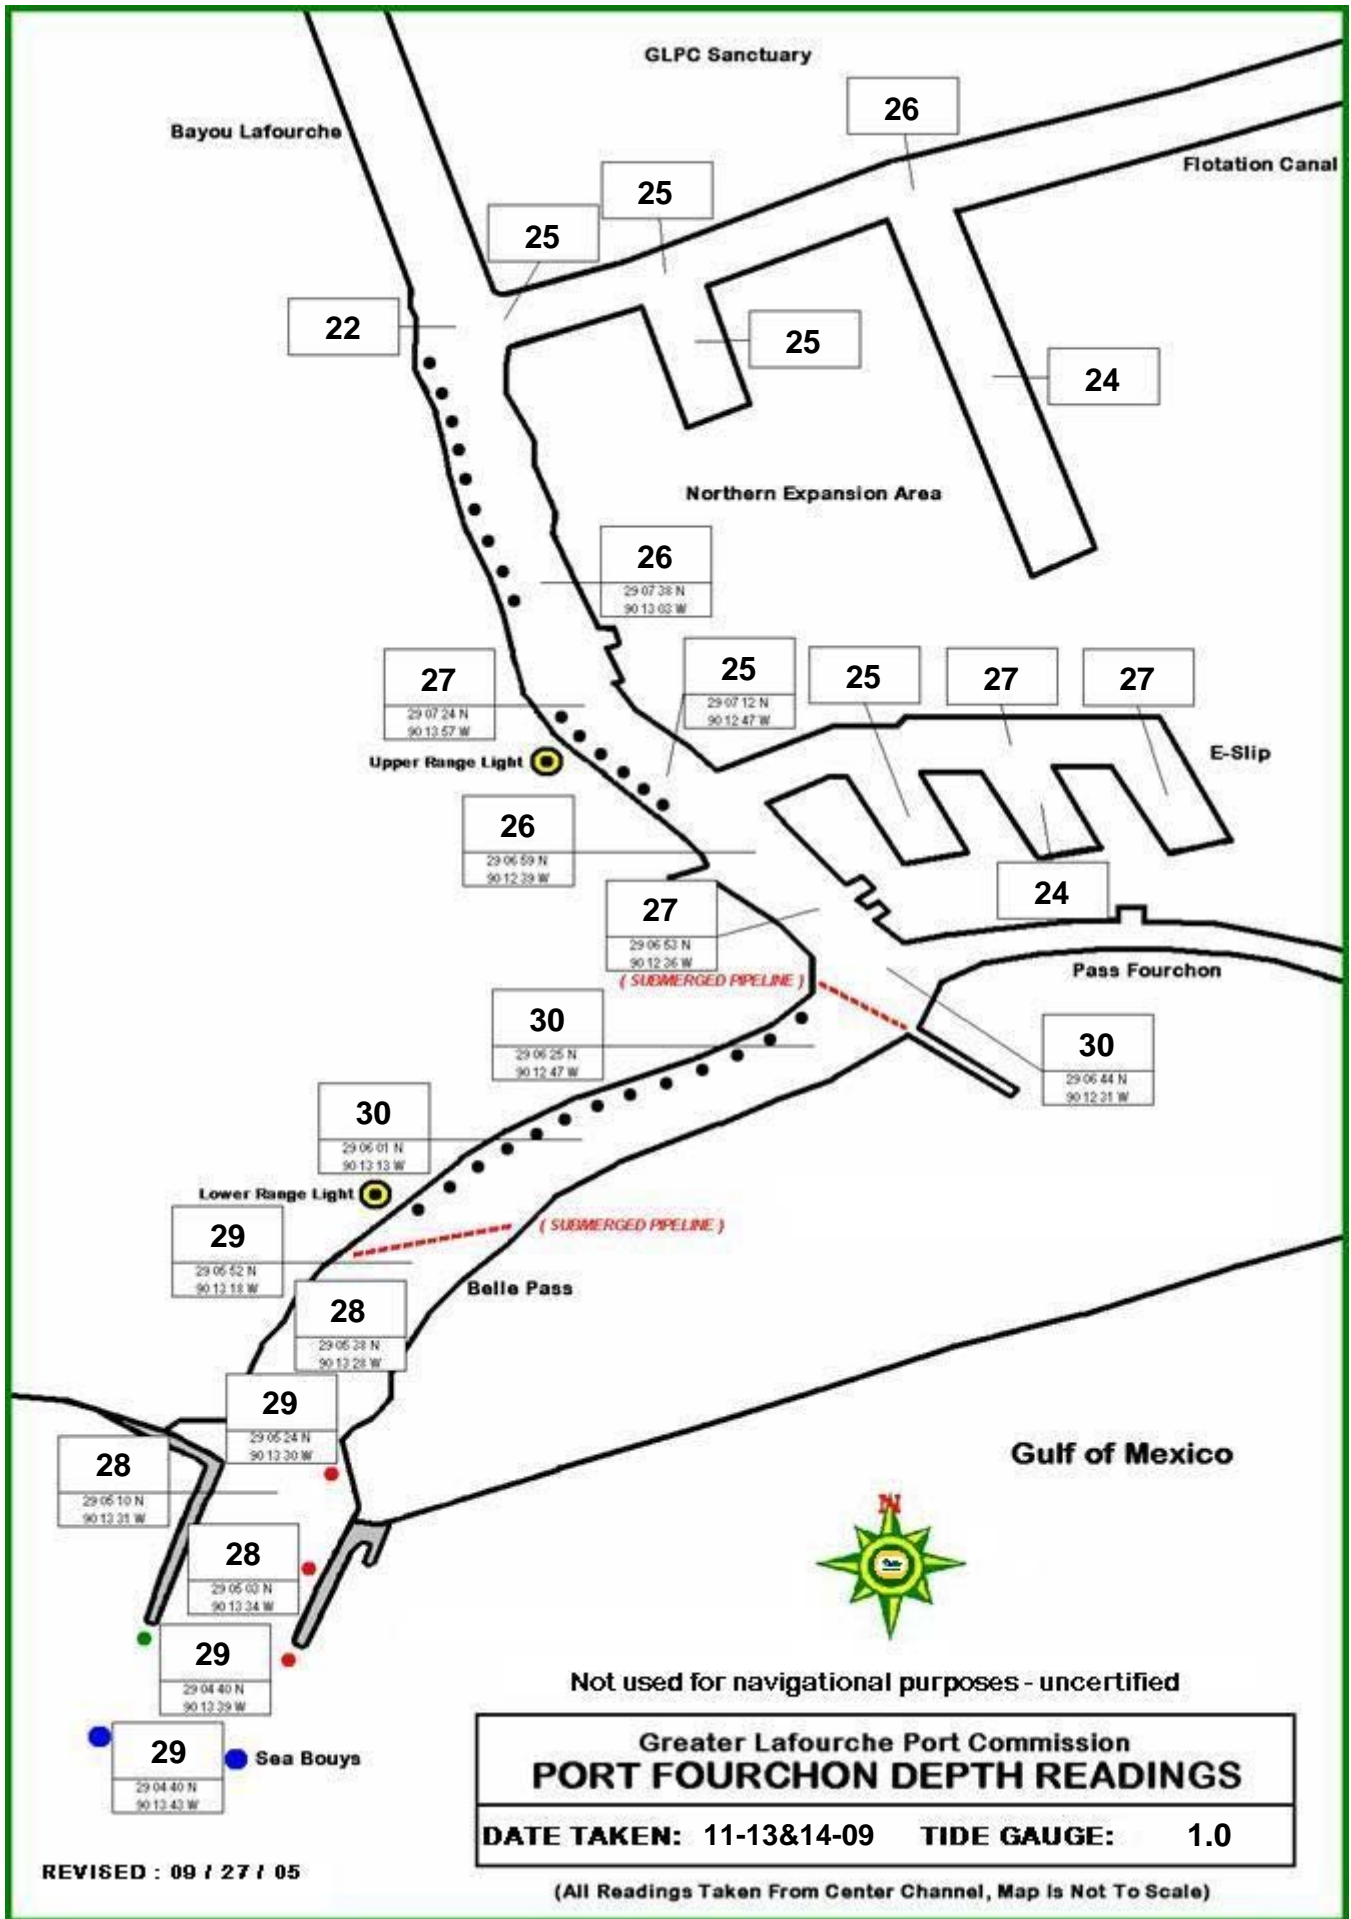 GLPC Sanctuary
26
Bayou Lafourche
Flotation Canal
25
25
22
25
24
Northern Expansion Area
26
29 07 38 N
90 13 03 W
27
29 07 24 N
90 13 57 W
25
29 07 12 N
90 12 47 W
25
27
27
E-Slip
Upper Range Light
26
29 06 59 N
90 12 39 W
24
27
29 06 53 N
90 12 36 W
( SUBMERGED PIPELINE )
Pass Fourchon
30
29 06 25 N
90 12 47 W
30
29 06 44 N
90 12 31 W
30
29 06 01 N
90 13 13 W
Lower Range Light
29
29 05 52 N
90 13 18 W
( SUBMERGED PIPELINE )
Belle Pass
28
29 05 38 N
90 13 28 W
29
29 05 24 N
90 13 30 W
Gulf of Mexico
28
29 05 10 N
90 13 31 W
N
28
29 05 03 N
90 13 34 W
29
29 04 40 N
90 13 39 W
Not used for navigational purposes - uncertified
29
29 04 40 N
90 13 43 W
Sea Bouys
Greater Lafourche Port Commission
PORT FOURCHON DEPTH READINGS
DATE TAKEN: 11-13&14-09 TIDE GAUGE: 1.0
REVISED : 09 / 27 / 05
(All Readings Taken From Center Channel, Map Is Not To Scale)